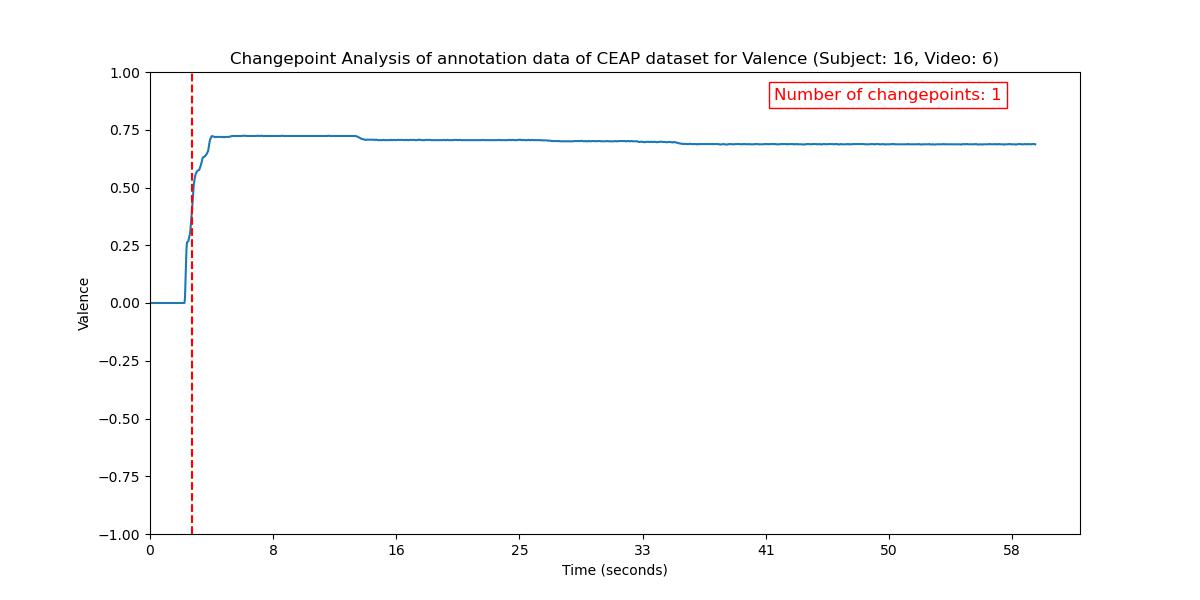 Changepoint Analysis of annotation data of CEAP dataset for Valence (Subject: 16, Video: 6)
Number of changepoints: 1
1.00
0.75
0.50
0.25
0.00
−0.25
−0.50
−0.75
−1.00
Valence
0 8 16 25 33 41 50 58
Time (seconds)